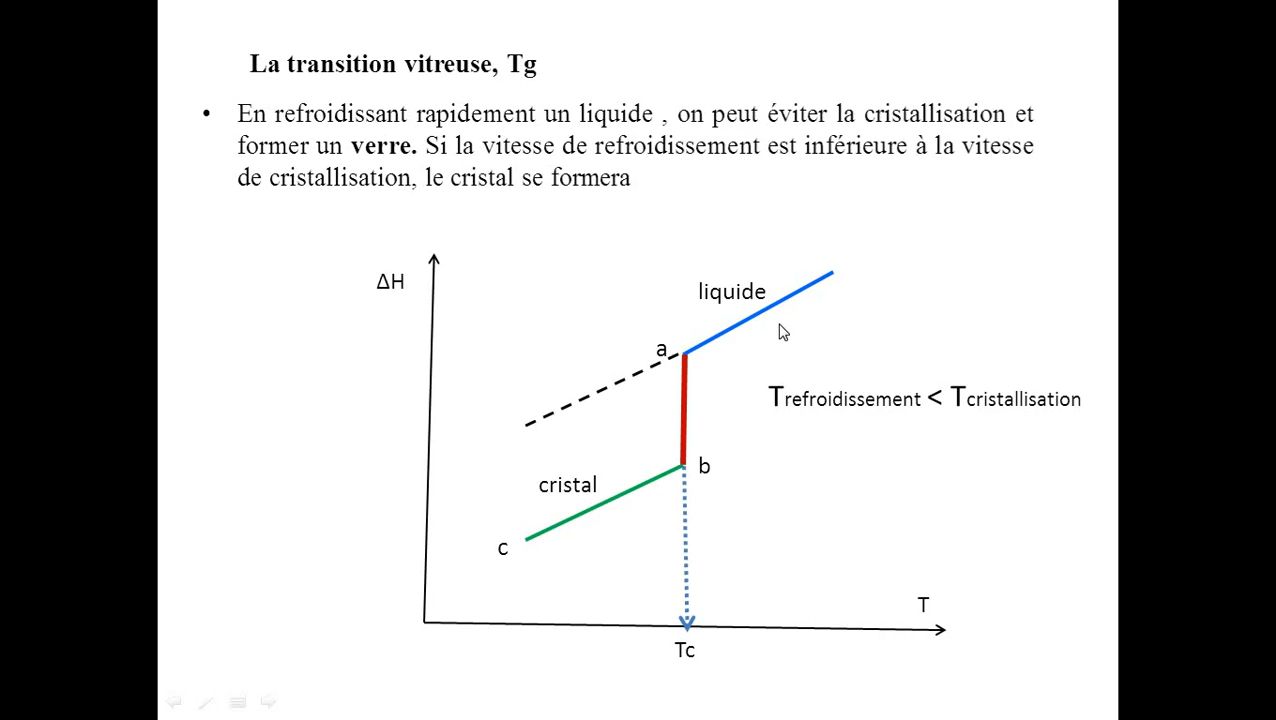 La transition vitreuse, Tg
• En refroidissant rapidement un liquide , on peut éviter la cristallisation et
former un verre. Si la vitesse de refroidissement est inférieure à la vitesse
de cristallisation, le cristal se formera
ΔH
liquide
a
Trefroidissement < Tcristallisation
b
cristal
c
T
Tc